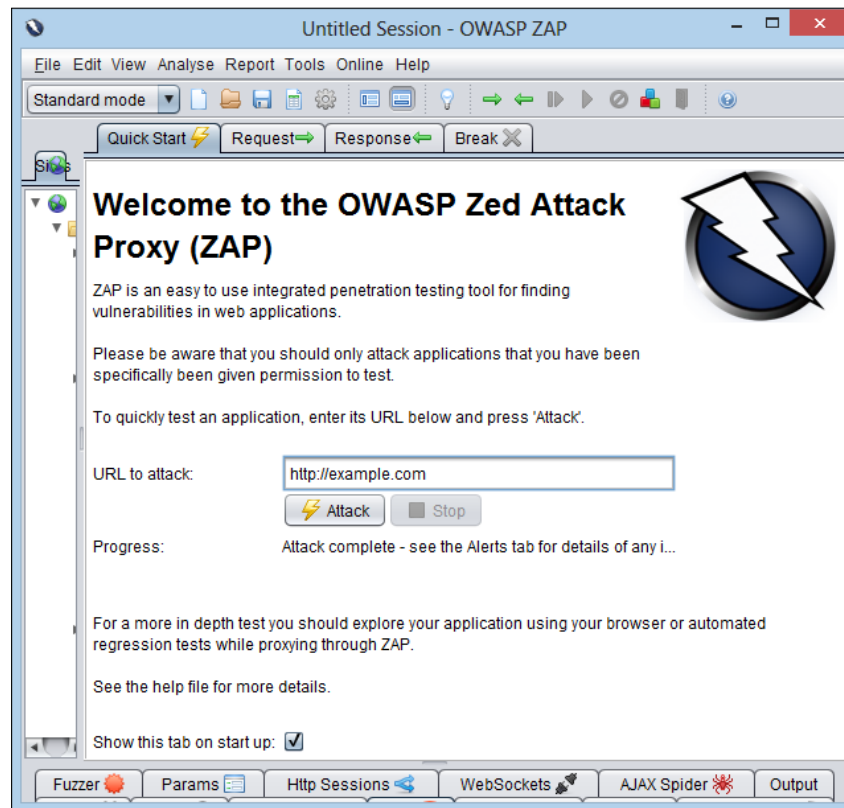 Untitled Session - OWASP ZAP
File Edit View Analyse Report Tools Online Help
Standard mode
Quick Start Request Response Break
Welcome to the OWASP Zed Attack
Proxy (ZAP)
ZAP is an easy to use integrated penetration testing tool for finding
vulnerabilities in web applications.
Please be aware that you should only attack applications that you have been
specifically been given permission to test.
To quickly test an application, enter its URL below and press 'Attack'.
URL to attack: http://example.com
Attack Stop
Progress: Attack complete - see the Alerts tab for details of any i...
For a more in depth test you should explore your application using your browser or automated
regression tests while proxying through ZAP.
See the help file for more details.
Show this tab on start up:
Fuzzer Params Http Sessions WebSockets AJAX Spider Output